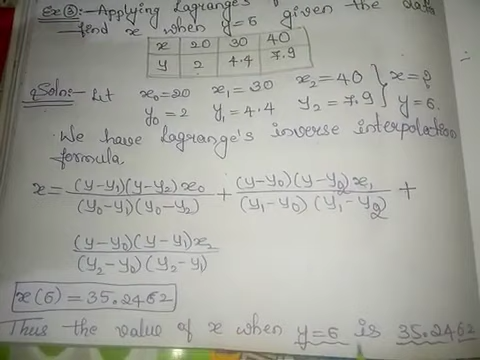 Ex ③:- Applying Lagrange's
find x when y=6 given the data
x 20 30 40
y 2 4.4 7.9
Soln:- Let x₀=20 x₁=30 x₂=40 } x=?
y₀=2 y₁=4.4 y₂=7.9 } y=6.
We have Lagrange's inverse interpolation
formula.
x = (y-y₁)(y-y₂)x₀ / (y₀-y₁)(y₀-y₂) + (y-y₀)(y-y₂)x₁ / (y₁-y₀)(y₁-y₂) +
(y-y₀)(y-y₁)x₂ / (y₂-y₀)(y₂-y₁)
x(6) = 35.2462
Thus the value of x when y=6 is 35.2462